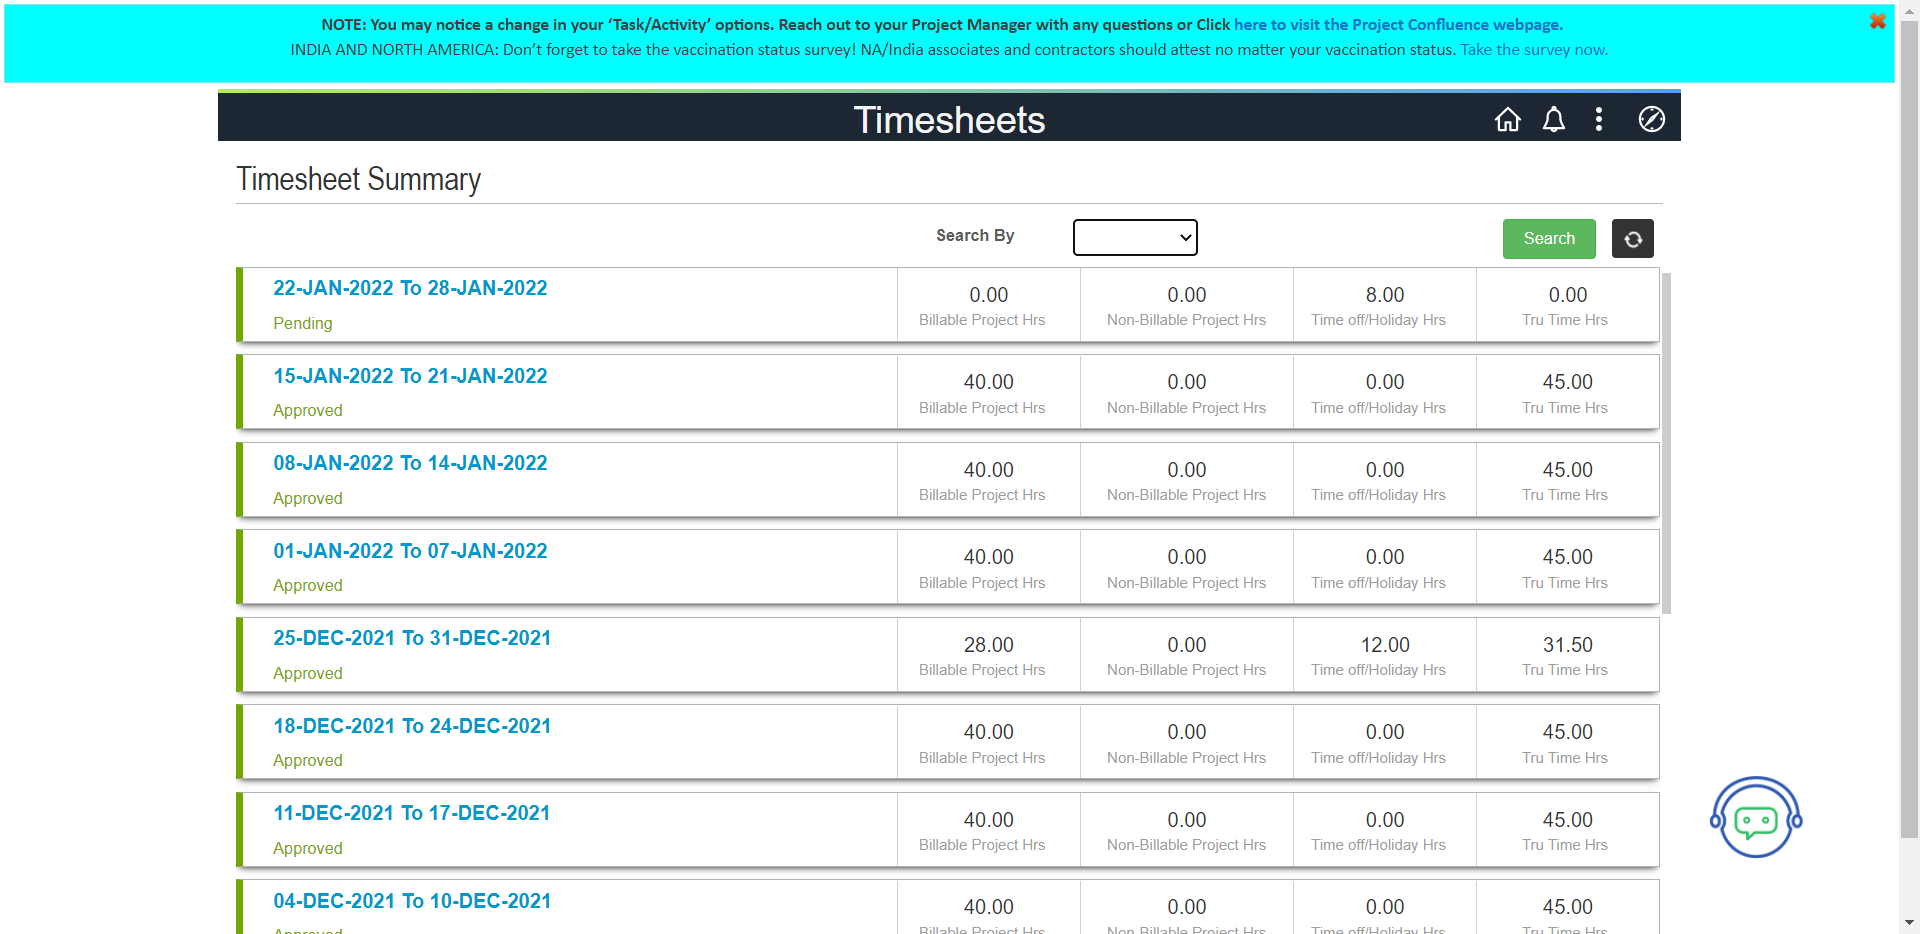 NOTE: You may notice a change in your ‘Task/Activity’ options. Reach out to your Project Manager with any questions or Click here to visit the Project Confluence webpage.
INDIA AND NORTH AMERICA: Don’t forget to take the vaccination status survey! NA/India associates and contractors should attest no matter your vaccination status. Take the survey now.
Timesheets
Timesheet Summary
Search By
Search
22-JAN-2022 To 28-JAN-2022
Pending
0.00 0.00 8.00 0.00
Billable Project Hrs Non-Billable Project Hrs Time off/Holiday Hrs Tru Time Hrs
15-JAN-2022 To 21-JAN-2022
Approved
40.00 0.00 0.00 45.00
Billable Project Hrs Non-Billable Project Hrs Time off/Holiday Hrs Tru Time Hrs
08-JAN-2022 To 14-JAN-2022
Approved
40.00 0.00 0.00 45.00
Billable Project Hrs Non-Billable Project Hrs Time off/Holiday Hrs Tru Time Hrs
01-JAN-2022 To 07-JAN-2022
Approved
40.00 0.00 0.00 45.00
Billable Project Hrs Non-Billable Project Hrs Time off/Holiday Hrs Tru Time Hrs
25-DEC-2021 To 31-DEC-2021
Approved
28.00 0.00 12.00 31.50
Billable Project Hrs Non-Billable Project Hrs Time off/Holiday Hrs Tru Time Hrs
18-DEC-2021 To 24-DEC-2021
Approved
40.00 0.00 0.00 45.00
Billable Project Hrs Non-Billable Project Hrs Time off/Holiday Hrs Tru Time Hrs
11-DEC-2021 To 17-DEC-2021
Approved
40.00 0.00 0.00 45.00
Billable Project Hrs Non-Billable Project Hrs Time off/Holiday Hrs Tru Time Hrs
04-DEC-2021 To 10-DEC-2021
Approved
40.00 0.00 0.00 45.00
Billable Project Hrs Non-Billable Project Hrs Time off/Holiday Hrs Tru Time Hrs